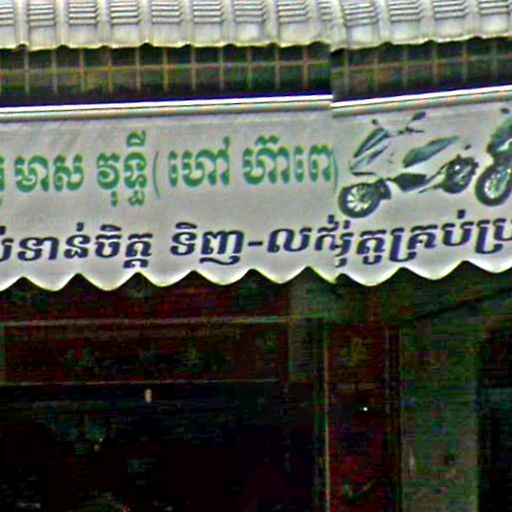 មាស វុទ្ធី (ហៅ ហ៊ាពៅ)
ទាន់ចិត្ត ទិញ-លក់ម៉ូតូគ្រប់ប្រ